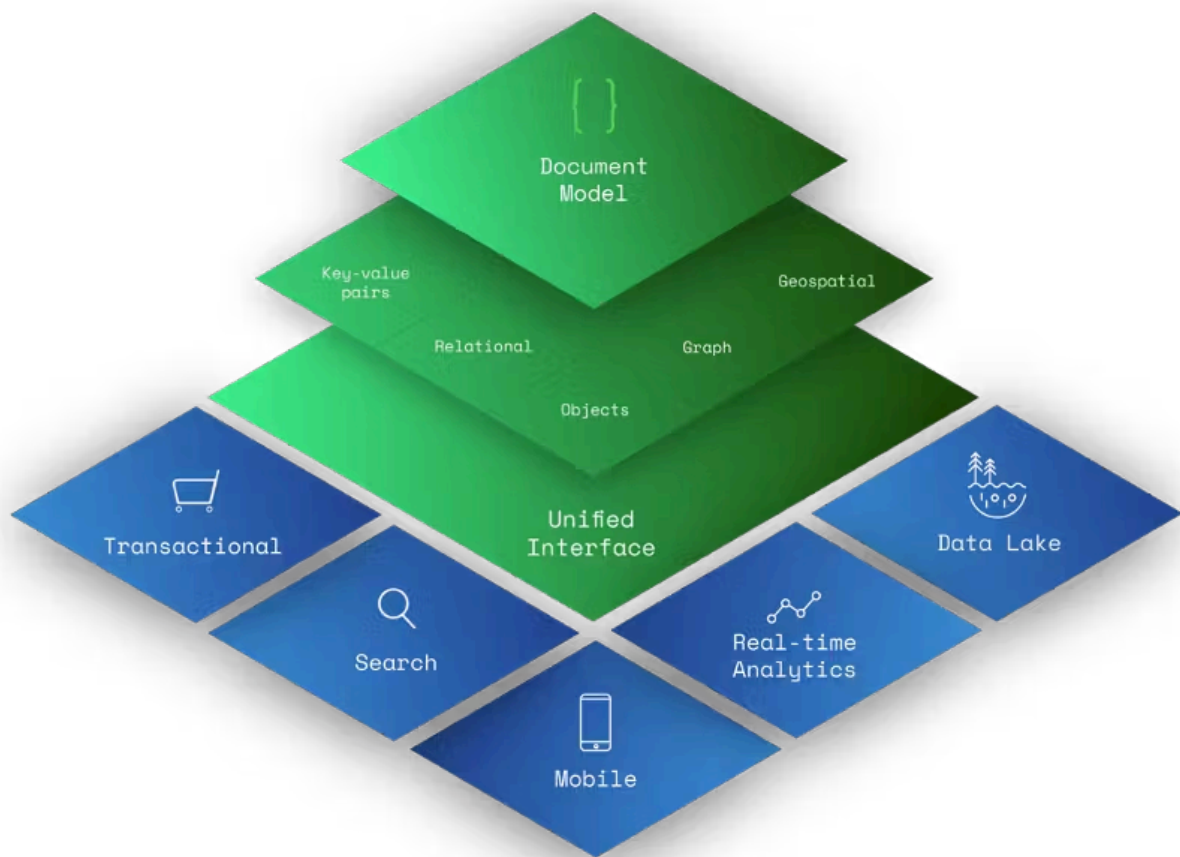 { }
Document
Model
Key-value
pairs
Geospatial
Relational
Graph
Objects
Unified
Interface
Transactional
Data Lake
Search
Real-time
Analytics
Mobile